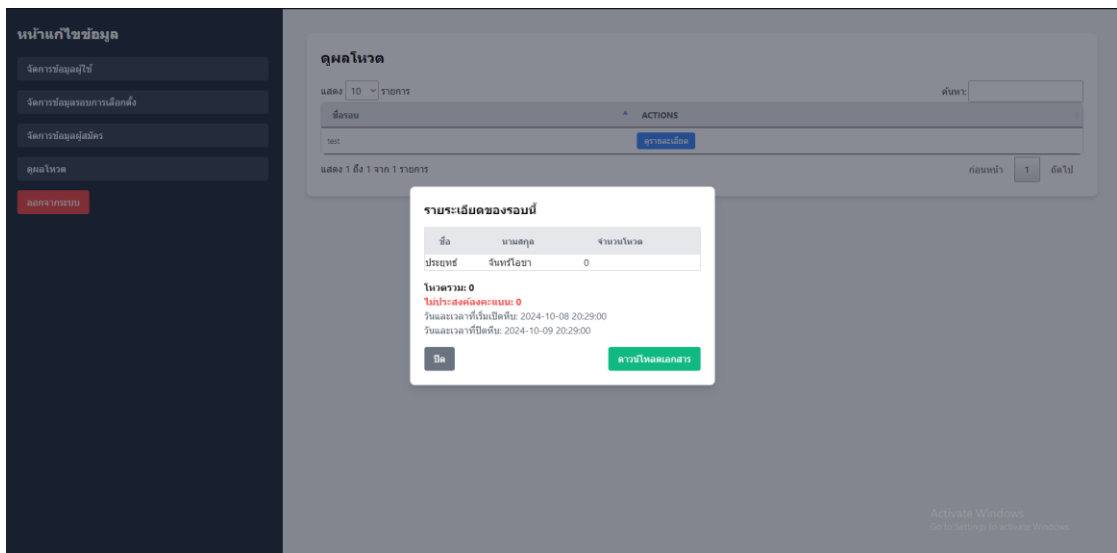 หน้าแก้ไขข้อมูล
จัดการข้อมูลผู้ใช้
จัดการข้อมูลรอบการเลือกตั้ง
จัดการข้อมูลผู้สมัคร
ดูผลโหวต
ออกจากระบบ
ดูผลโหวต
แสดง 10 รายการ ค้นหา:
ชื่อรอบ ACTIONS
test ดูรายละเอียด
แสดง 1 ถึง 1 จาก 1 รายการ ก่อนหน้า 1 ถัดไป
รายระเอียดของรอบนี้
ชื่อ นามสกุล จำนวนโหวต
ประยุทธ์ จันทร์โอชา 0
โหวตรวม: 0
ไม่ประสงค์ลงคะแนน: 0
วันและเวลาที่เริ่มเปิดหีบ: 2024-10-08 20:29:00
วันและเวลาที่ปิดหีบ: 2024-10-09 20:29:00
ปิด ดาวน์โหลดเอกสาร
Activate Windows
Go to Settings to activate Windows.